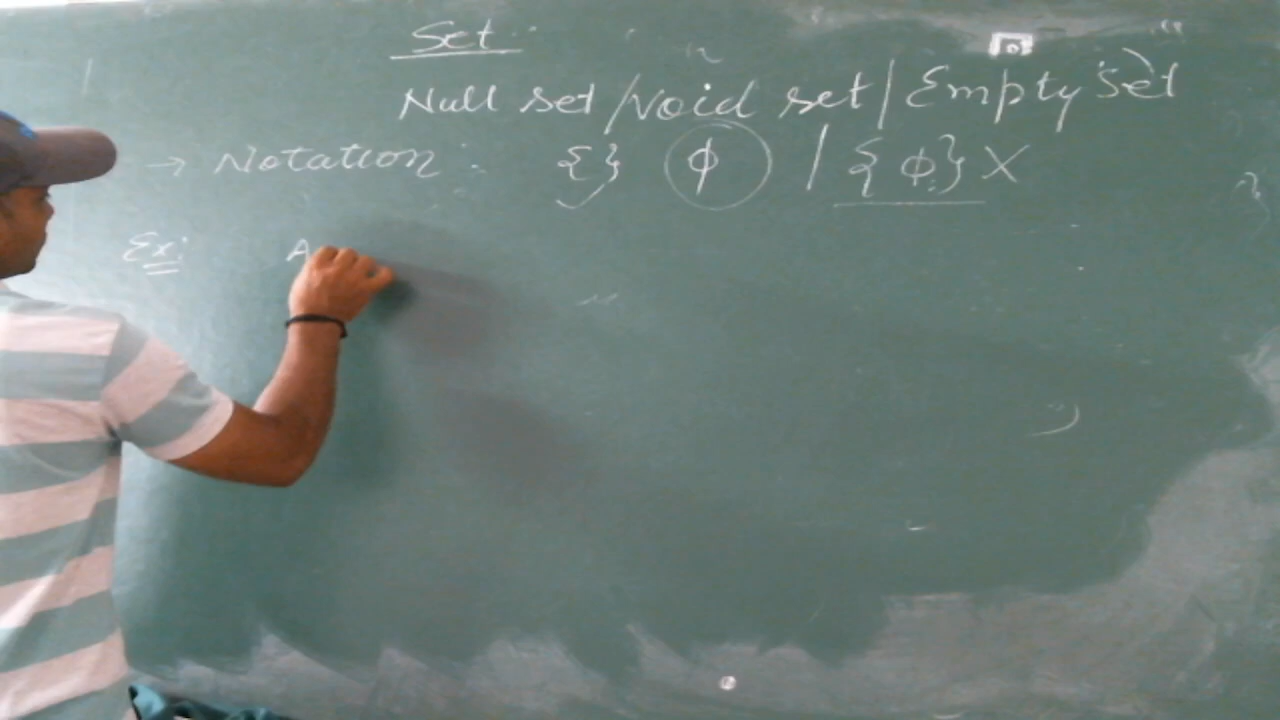 Set
Null set / Void set / Empty set
→ Notation : {} ϕ / {ϕ} X
Ex: A